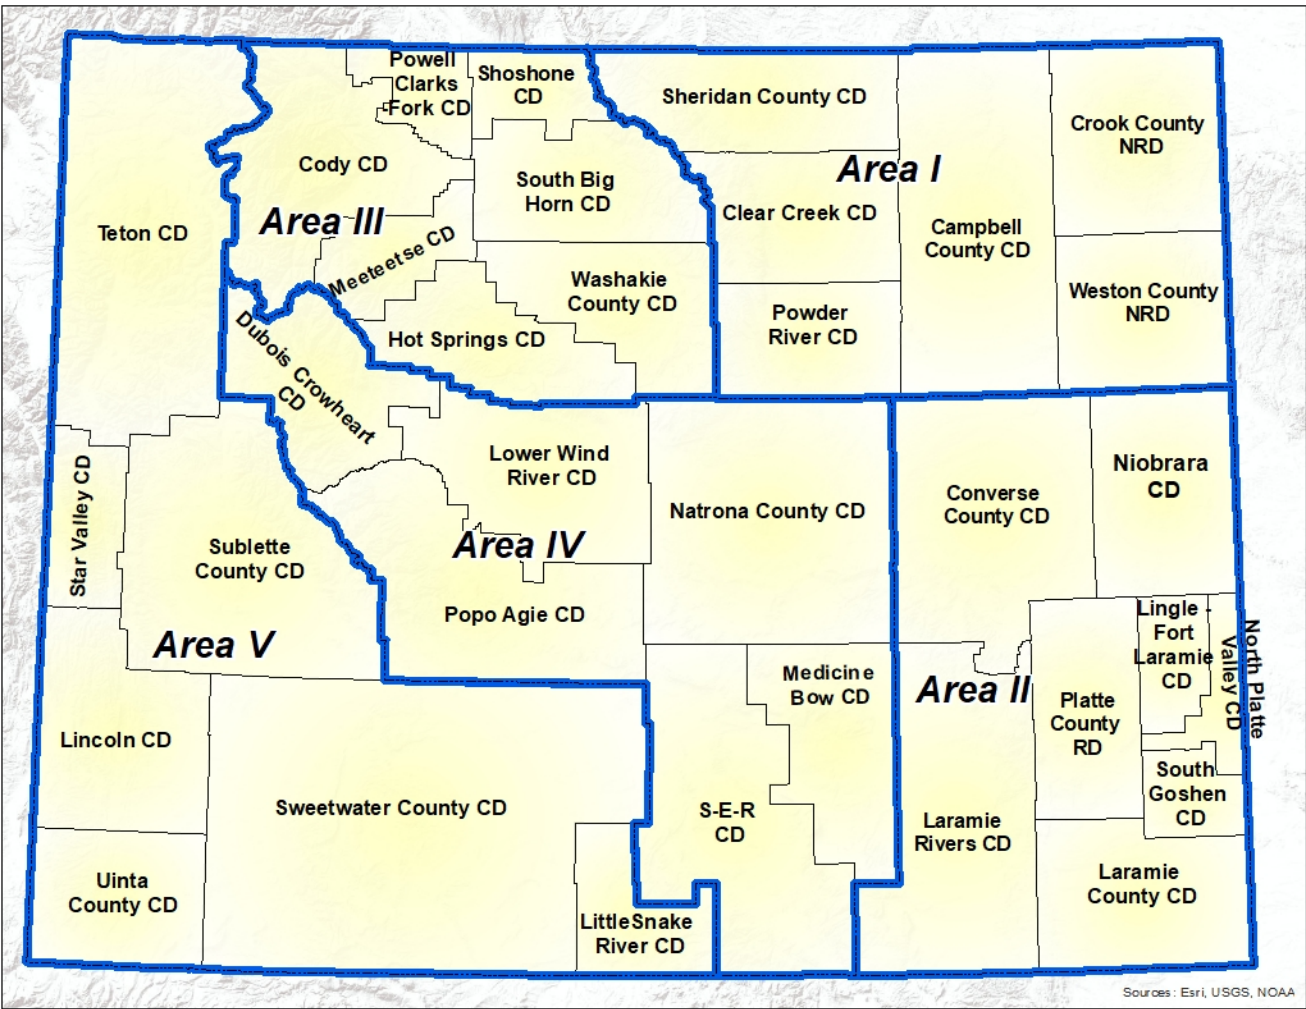 Powell
Clarks
Fork CD
Shoshone
CD
Sheridan County CD
Crook County
NRD
Cody CD
Area I
South Big
Horn CD
Clear Creek CD
Teton CD
Area III
Campbell
County CD
Meeteetse CD
Washakie
County CD
Weston County
NRD
Powder
River CD
Hot Springs CD
Dubois Crowheart
CD
Lower Wind
River CD
Niobrara
CD
Star Valley CD
Natrona County CD
Converse
County CD
Sublette
County CD
Area IV
Popo Agie CD
Lingle -
Fort
Laramie
CD
North Platte
Valley CD
Area V
Medicine
Bow CD
Area II
Platte
County
RD
Lincoln CD
South
Goshen
CD
Sweetwater County CD
S-E-R
CD
Laramie
Rivers CD
Uinta
County CD
Laramie
County CD
LittleSnake
River CD
Sources: Esri, USGS, NOAA